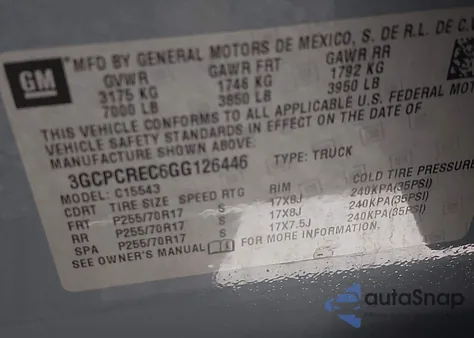 GM
MFD BY GENERAL MOTORS DE MEXICO, S. DE R.L. DE C.
GVWR GAWR FRT GAWR RR
3175 KG 1746 KG 1792 KG
7000 LB 3850 LB 3950 LB
THIS VEHICLE CONFORMS TO ALL APPLICABLE U.S. FEDERAL MOTO
VEHICLE SAFETY STANDARDS IN EFFECT ON THE DATE OF
MANUFACTURE SHOWN ABOVE.
3GCPCREC6GG126446 TYPE: TRUCK
MODEL: C15543
CDRT TIRE SIZE SPEED RTG RIM COLD TIRE PRESSURE
FRT P255/70R17 S 17X8J 240KPA(35PSI)
RR P255/70R17 S 17X8J 240KPA(35PSI)
SPA P255/70R17 S 17X7.5J 240KPA(35PSI)
SEE OWNER'S MANUAL FOR MORE INFORMATION.
autaSnap